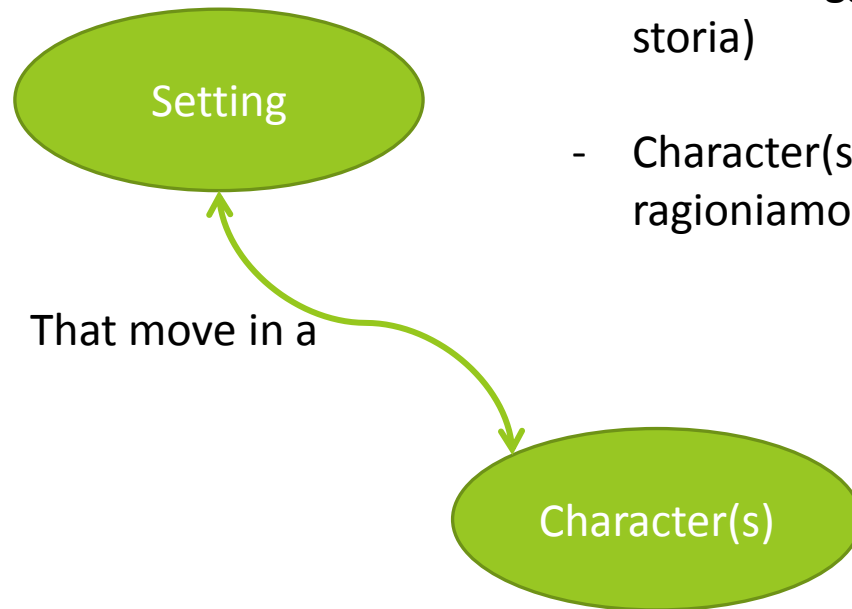 storia)
Setting
- Character(s
ragioniamo
That move in a
Character(s)